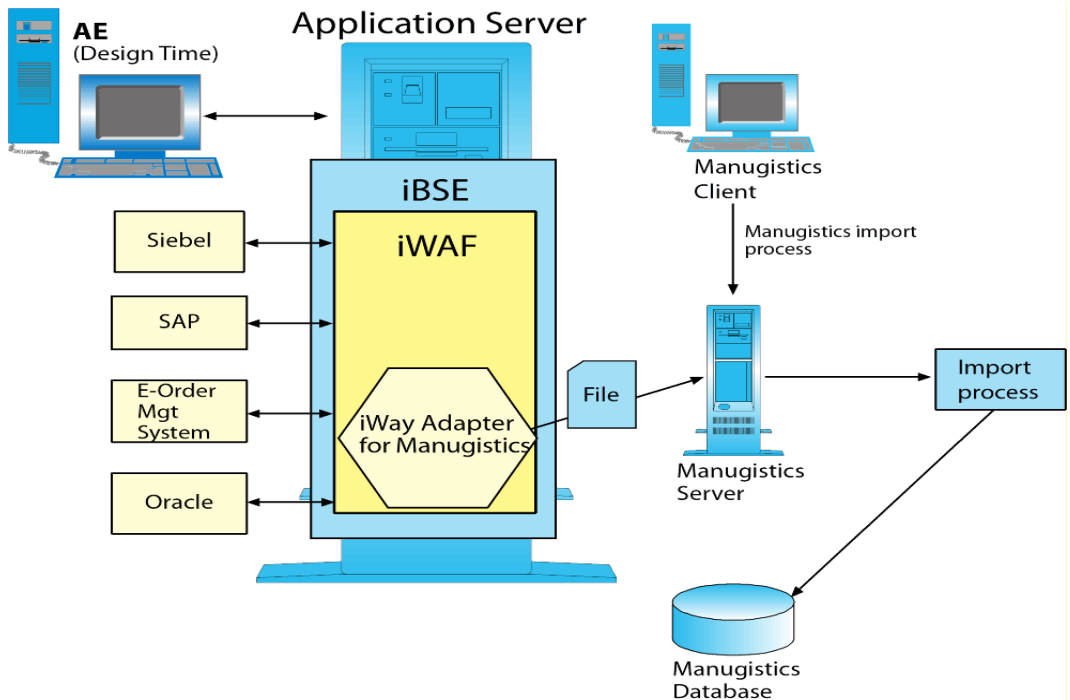 AE
(Design Time)
Application Server
Manugistics
Client
iBSE
iWAF
Siebel
SAP
E-Order
Mgt
System
Oracle
iWay Adapter
for Manugistics
File
Manugistics import
process
Manugistics
Server
Import
process
Manugistics
Database